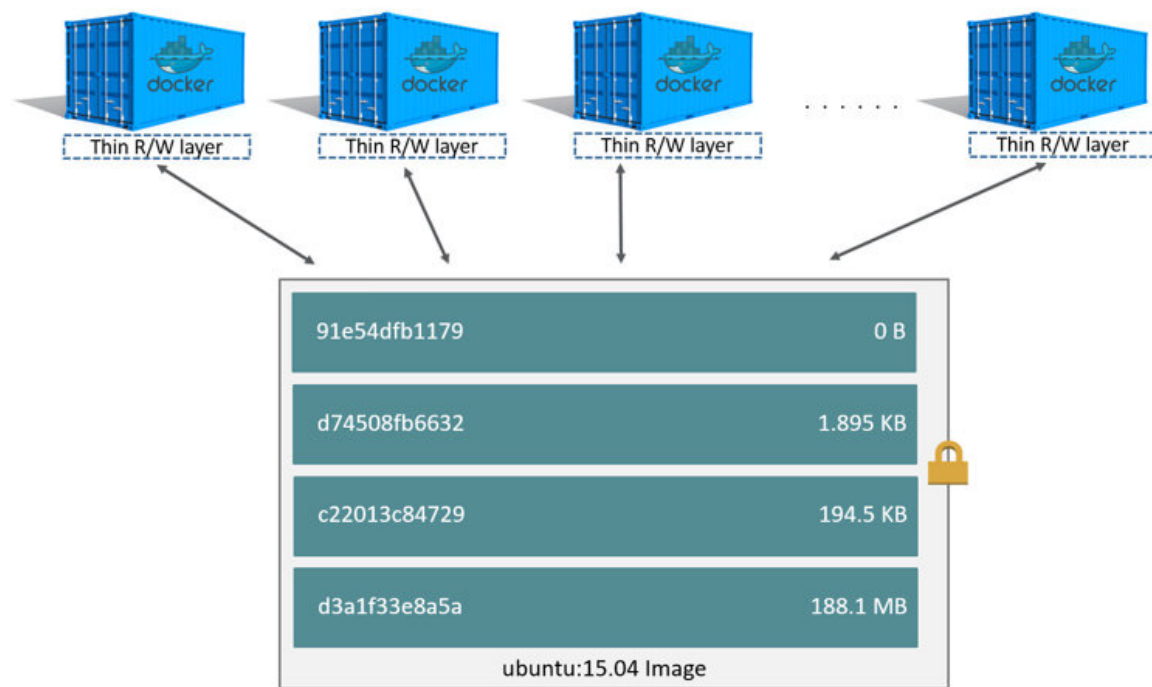 docker docker docker docker
. . . . . .
Thin R/W layer Thin R/W layer Thin R/W layer Thin R/W layer
91e54dfb1179 0 B
d74508fb6632 1.895 KB
c22013c84729 194.5 KB
d3a1f33e8a5a 188.1 MB
ubuntu:15.04 Image